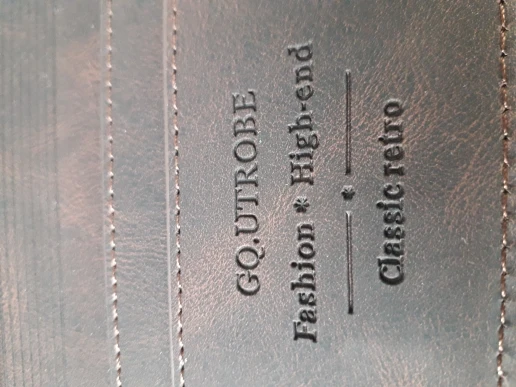 GQ.UTROBE
Fashion * High-end
Classic retro